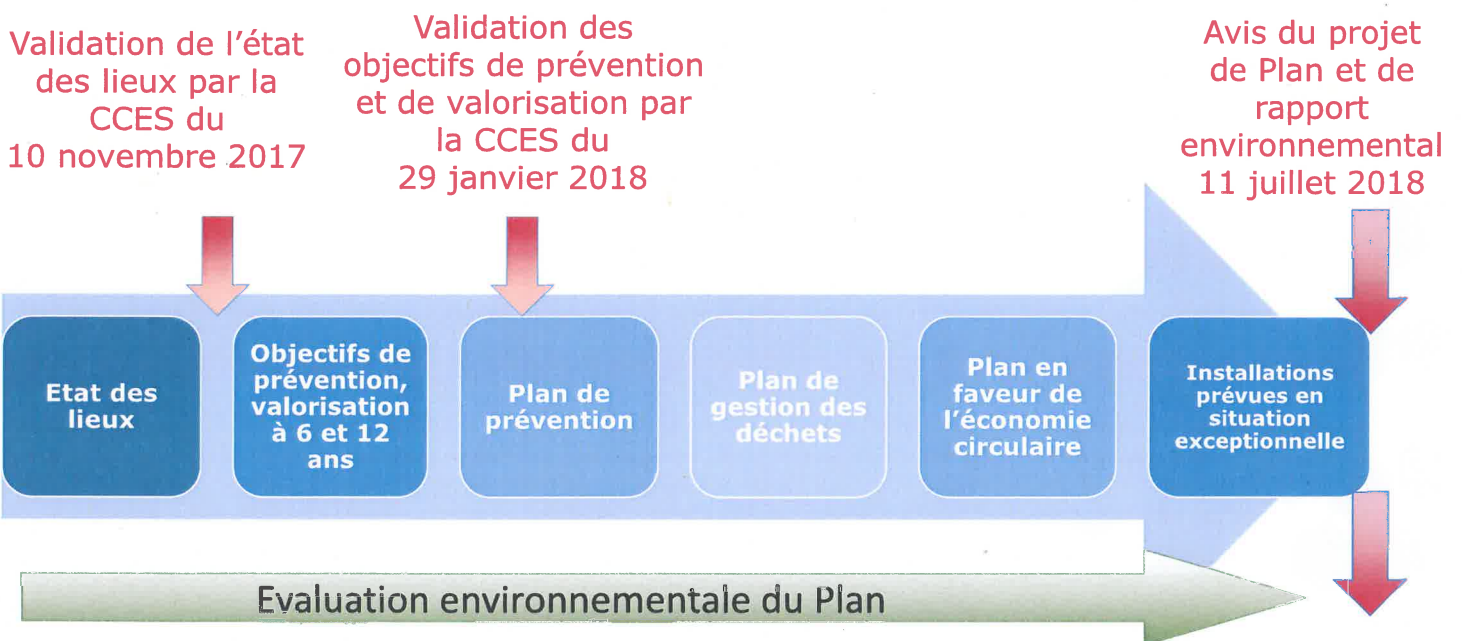 Validation de l'état
des lieux par la
CCES du
10 novembre 2017
Validation des
objectifs de prévention
et de valorisation par
la CCES du
29 janvier 2018
Avis du projet
de Plan et de
rapport
environnemental
11 juillet 2018
Etat des
lieux
Objectifs de
prévention,
valorisation
à 6 et 12
ans
Plan de
prévention
Plan de
gestion des
déchets
Plan en
faveur de
l'économie
circulaire
Installations
prévues en
situation
exceptionnelle
Evaluation environnementale du Plan